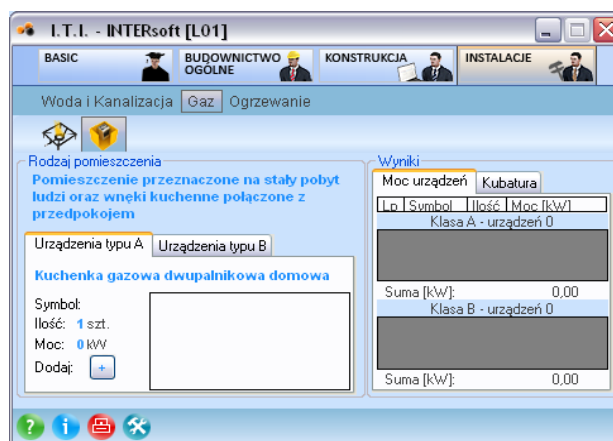 I.T.I. - INTERsoft [L01]
BASIC
BUDOWNICTWO
OGÓLNE
KONSTRUKCJA
INSTALACJE
Woda i Kanalizacja Gaz Ogrzewanie
Rodzaj pomieszczenia
Pomieszczenie przeznaczone na stały pobyt
ludzi oraz wnęki kuchenne połączone z
przedpokojem
Urządzenia typu A Urządzenia typu B
Kuchenka gazowa dwupalnikowa domowa
Symbol:
Ilość: 1 szt.
Moc: 0 kW
Dodaj: +
Wyniki
Moc urządzeń Kubatura
Lp Symbol Ilość Moc [kW]
Klasa A - urządzeń 0
Suma [kW]: 0,00
Klasa B - urządzeń 0
Suma [kW]: 0,00